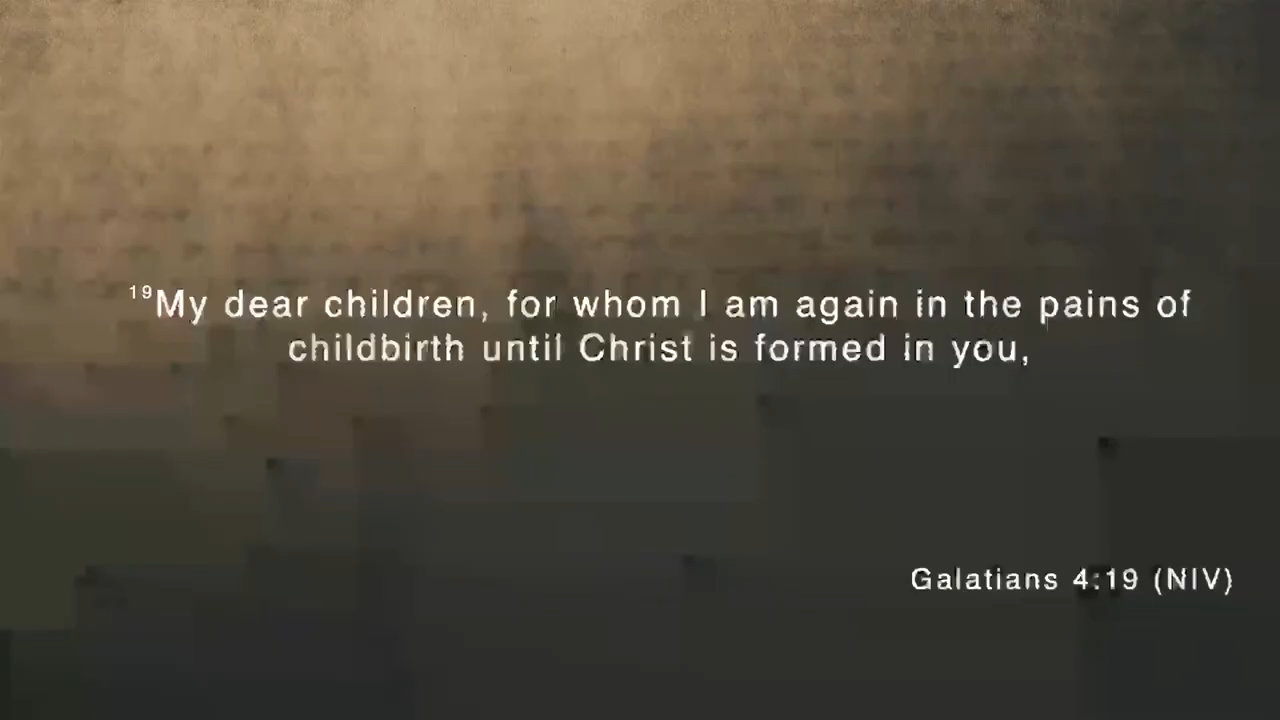 ¹⁹My dear children, for whom I am again in the pains of
childbirth until Christ is formed in you,
Galatians 4:19 (NIV)